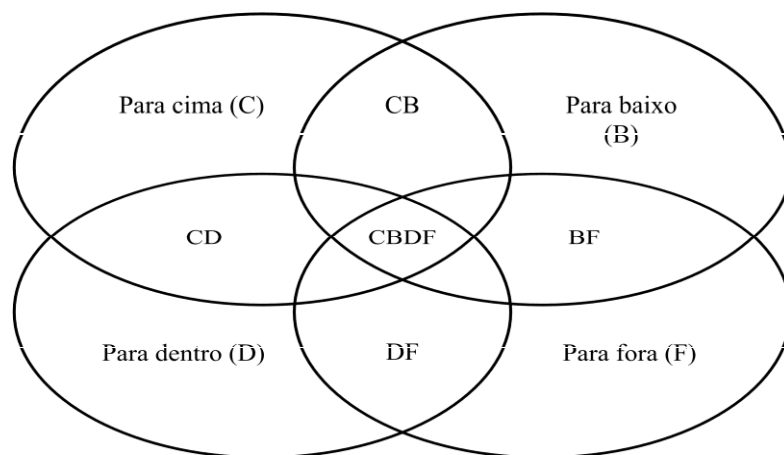 Para cima (C)
CB
Para baixo
(B)
CD
CBDF
BF
Para dentro (D)
DF
Para fora (F)